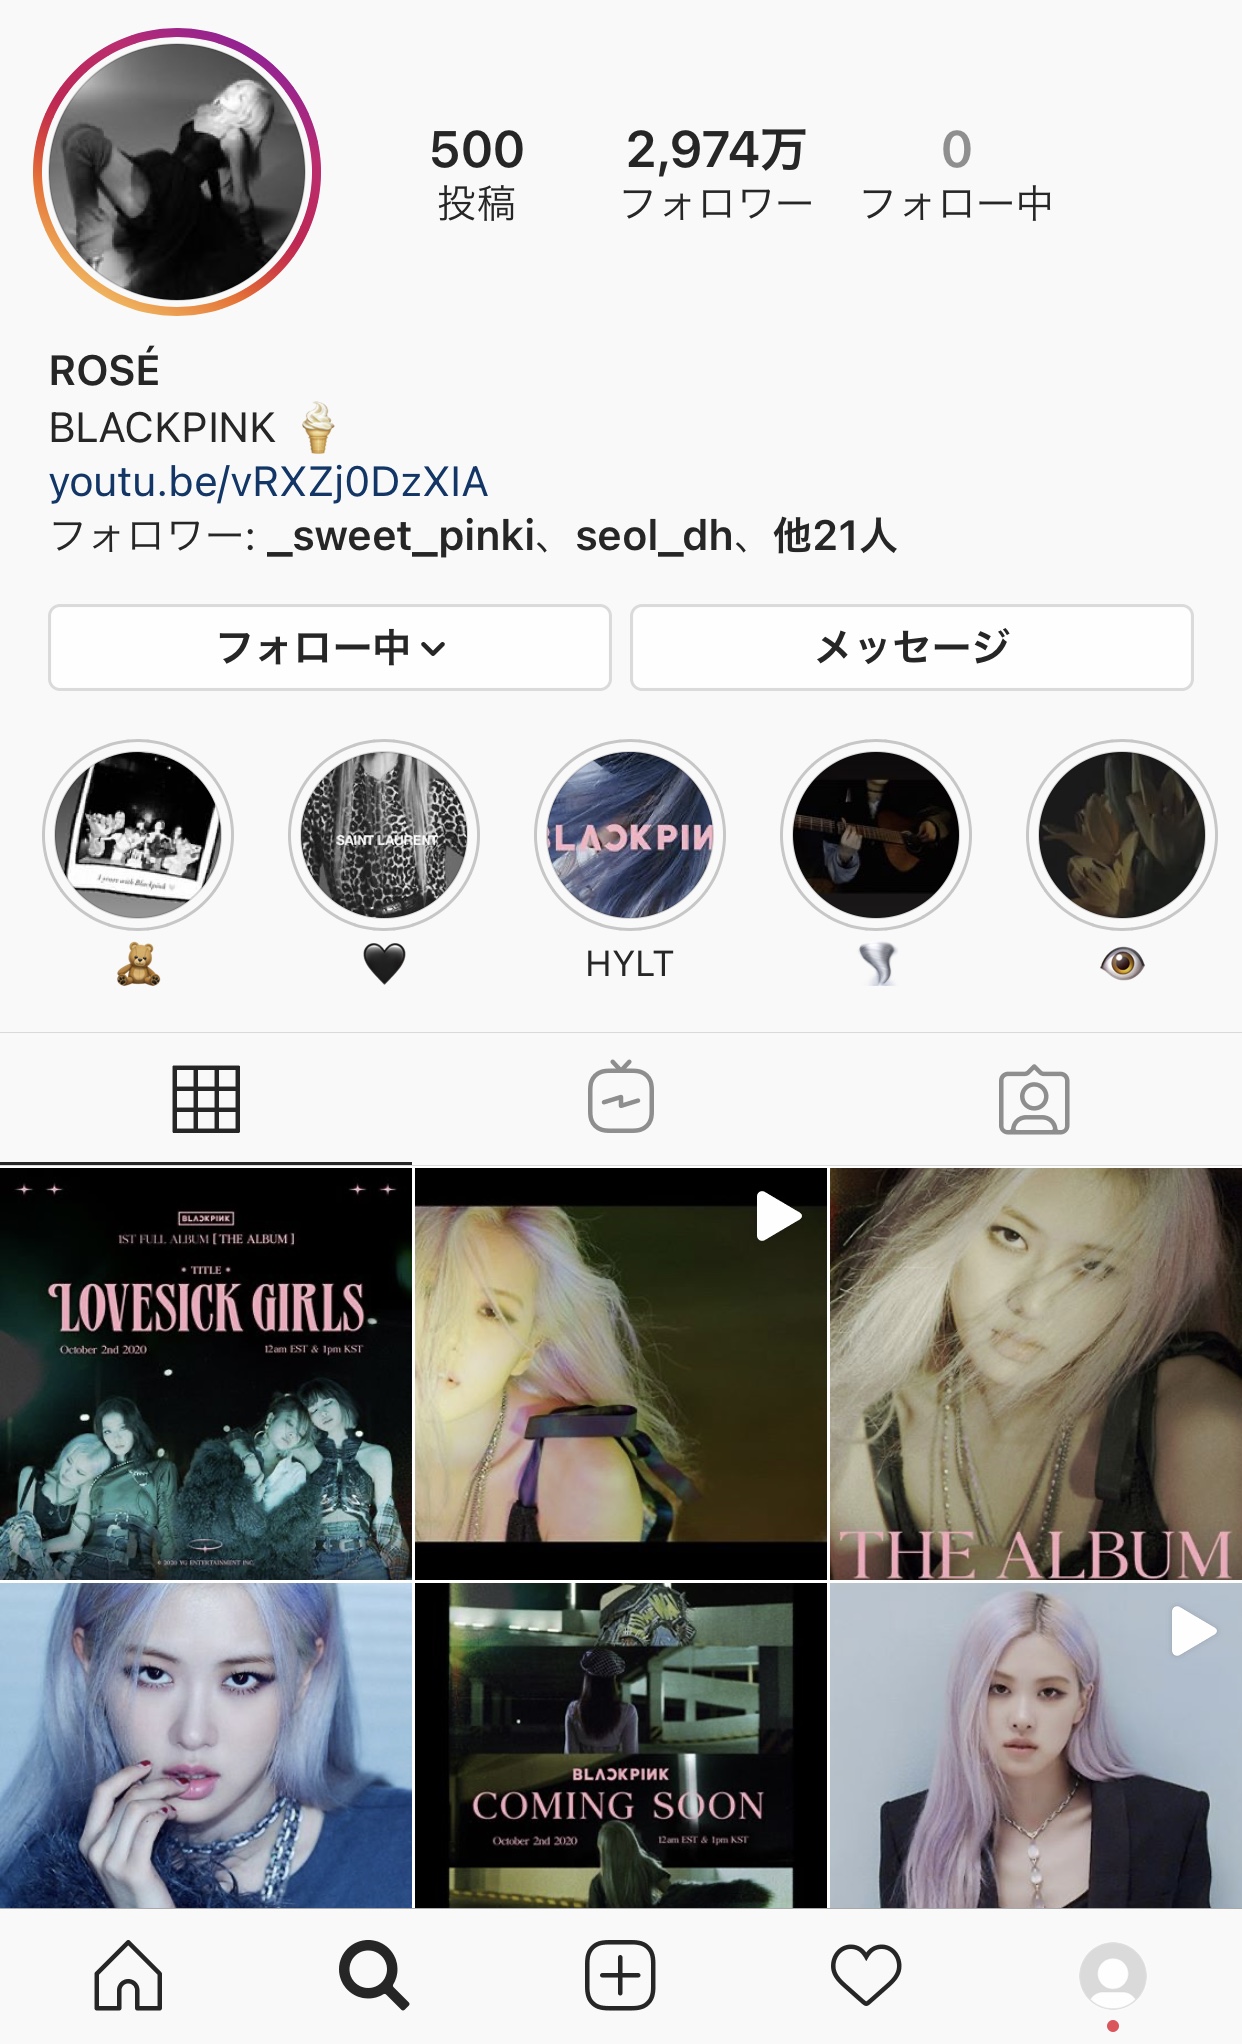 500
投稿
2,974万
フォロワー
0
フォロー中
ROSÉ
BLACKPINK 🍦
youtu.be/vRXZj0DzXIA
フォロワー: _sweet_pinki、seol_dh、他21人
フォロー中
メッセージ
4 years with Blackpink
SAINT LAURENT
BLACKPIN
🧸
🖤
HYLT
🌪
👁
BLACKPINK
1ST FULL ALBUM [ THE ALBUM ]
• TITLE •
LOVESICK GIRLS
October 2nd 2020
12am EST & 1pm KST
© 2020 YG ENTERTAINMENT INC.
THE ALBUM
BLACKPINK
COMING SOON
October 2nd 2020
12am EST & 1pm KST